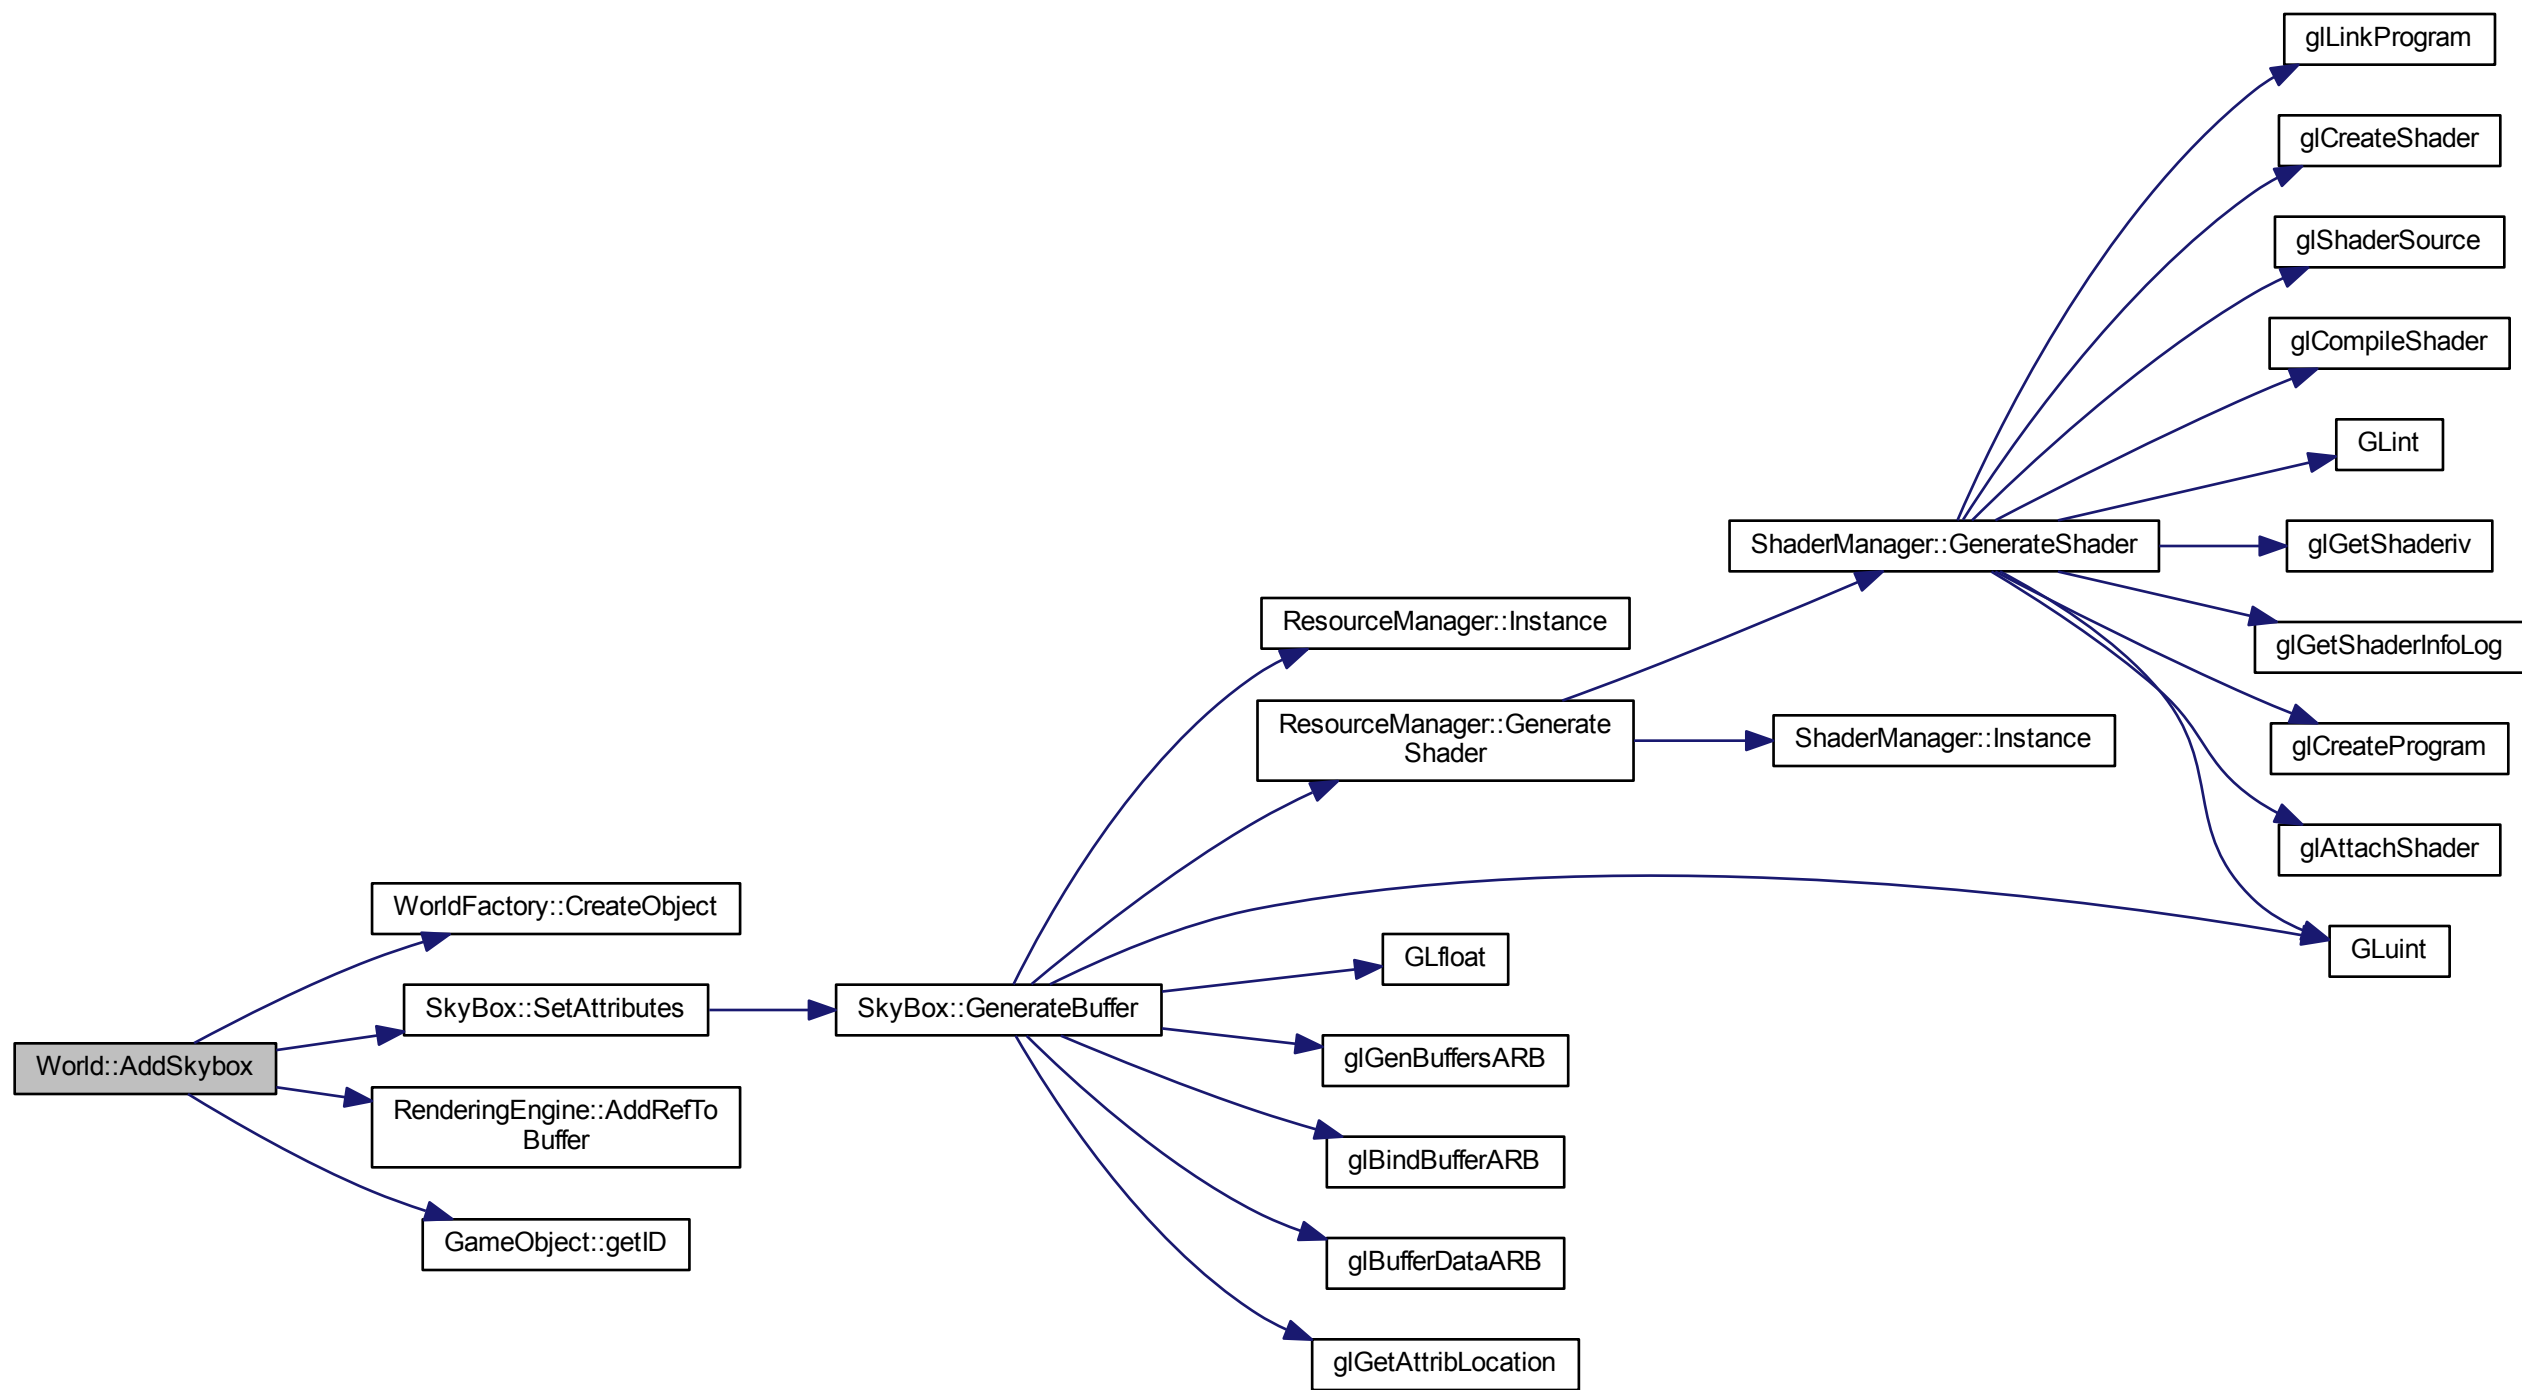 glLinkProgram
glCreateShader
glShaderSource
glCompileShader
GLint
ShaderManager::GenerateShader
glGetShaderiv
ResourceManager::Instance
glGetShaderInfoLog
ResourceManager::Generate
Shader
ShaderManager::Instance
glCreateProgram
glAttachShader
WorldFactory::CreateObject
GLfloat
GLuint
SkyBox::SetAttributes
SkyBox::GenerateBuffer
glGenBuffersARB
World::AddSkybox
RenderingEngine::AddRefTo
Buffer
glBindBufferARB
GameObject::getID
glBufferDataARB
glGetAttribLocation